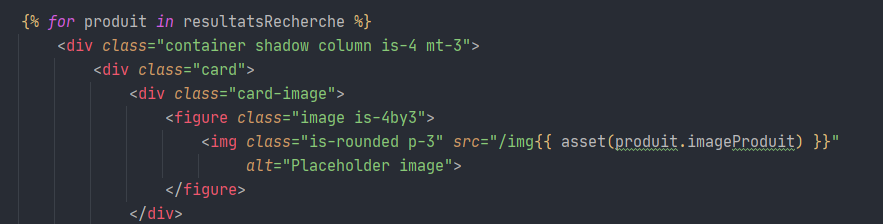 {% for produit in resultatsRecherche %}
<div class="container shadow column is-4 mt-3">
<div class="card">
<div class="card-image">
<figure class="image is-4by3">
<img class="is-rounded p-3" src="/img{{ asset(produit.imageProduit) }}"
alt="Placeholder image">
</figure>
</div>